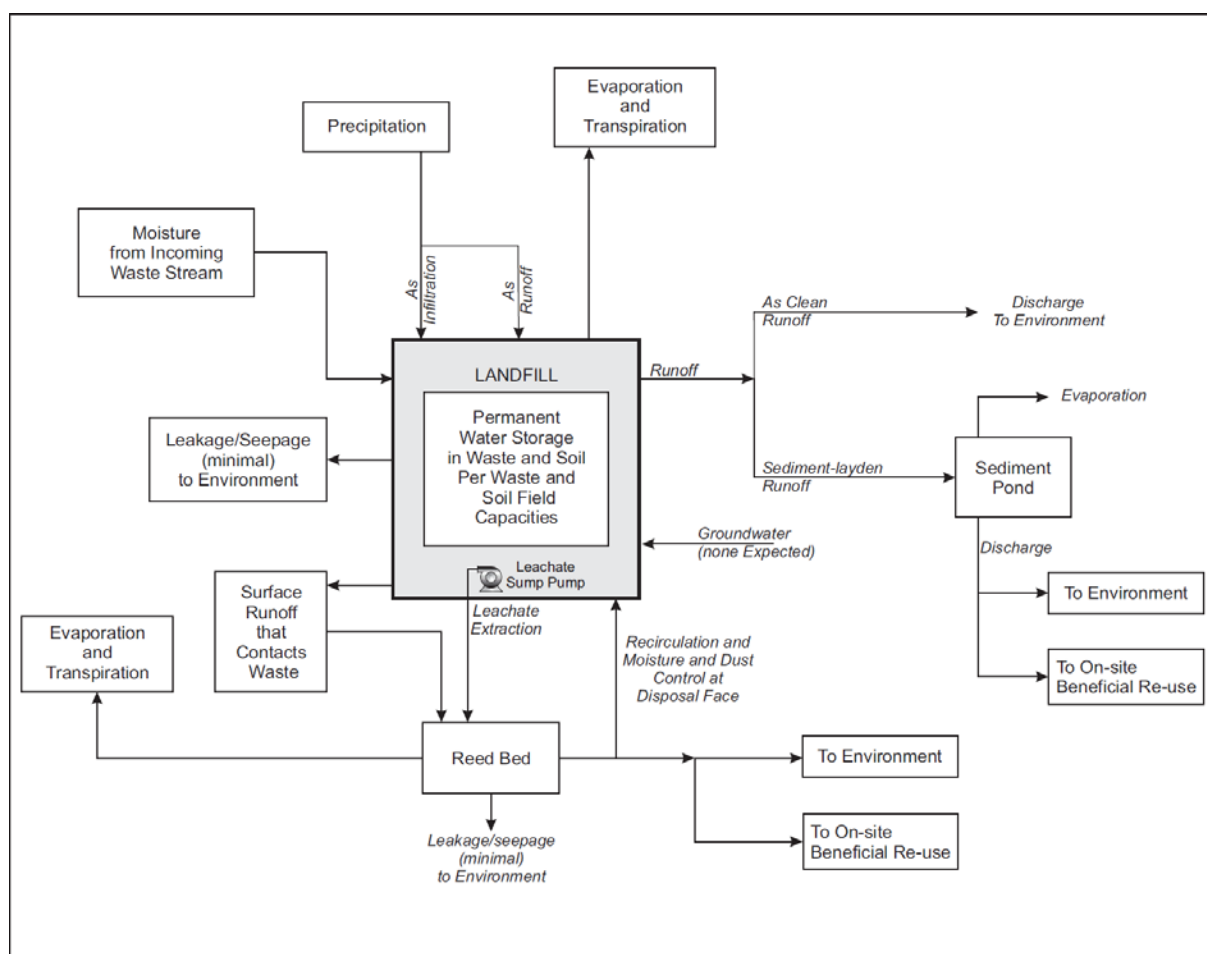 Precipitation
Evaporation
and
Transpiration
Moisture
from Incoming
Waste Stream
As
Infiltration
As
Runoff
As Clean
Runoff
Discharge
To Environment
LANDFILL
Runoff
Permanent
Water Storage
in Waste and Soil
Per Waste and
Soil Field
Capacities
Evaporation
Leakage/Seepage
(minimal)
to Environment
Sediment-layden
Runoff
Sediment
Pond
Groundwater
(none Expected)
Discharge
Leachate
Sump Pump
Surface
Runoff
that
Contacts
Waste
Leachate
Extraction
To Environment
Evaporation
and
Transpiration
Recirculation and
Moisture and Dust
Control at
Disposal Face
To On-site
Beneficial Re-use
Reed Bed
To Environment
To On-site
Beneficial Re-use
Leakage/seepage
(minimal)
to Environment